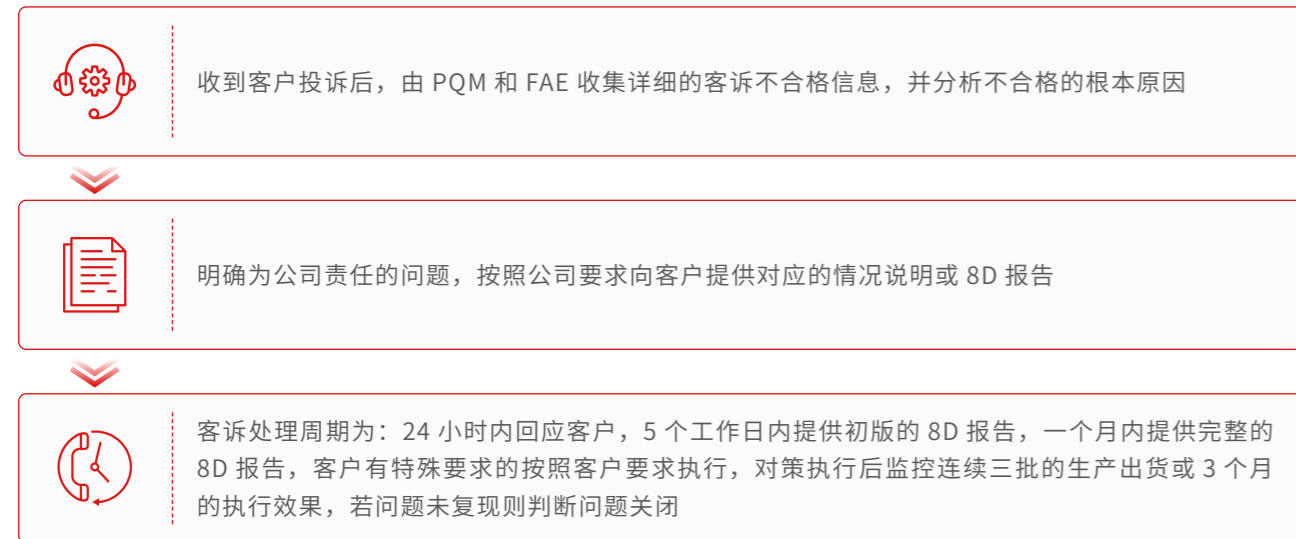 收到客户投诉后，由 PQM 和 FAE 收集详细的客诉不合格信息，并分析不合格的根本原因
明确为公司责任的问题，按照公司要求向客户提供对应的情况说明或 8D 报告
客诉处理周期为：24 小时内回应客户，5 个工作日内提供初版的 8D 报告，一个月内提供完整的
8D 报告，客户有特殊要求的按照客户要求执行，对策执行后监控连续三批的生产出货或 3 个月
的执行效果，若问题未复现则判断问题关闭